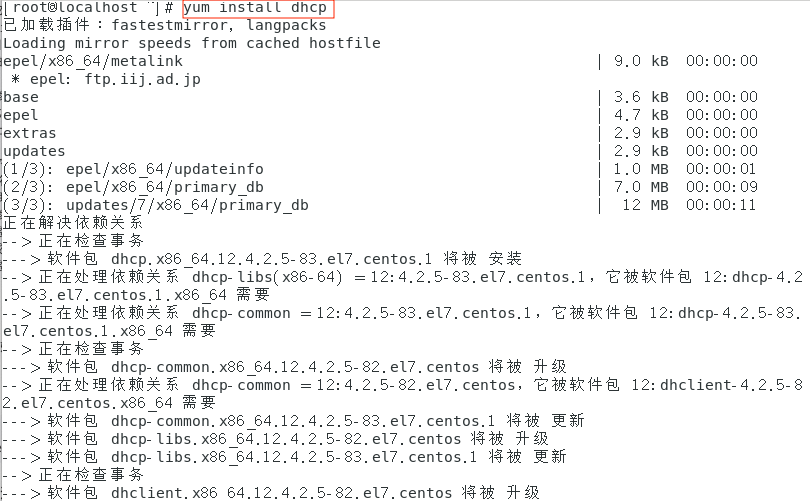 [root@localhost ~]# yum install dhcp
已加载插件：fastestmirror, langpacks
Loading mirror speeds from cached hostfile
epel/x86_64/metalink | 9.0 kB 00:00:00
 * epel: ftp.iij.ad.jp
base | 3.6 kB 00:00:00
epel | 4.7 kB 00:00:00
extras | 2.9 kB 00:00:00
updates | 2.9 kB 00:00:00
(1/3): epel/x86_64/updateinfo | 1.0 MB 00:00:01
(2/3): epel/x86_64/primary_db | 7.0 MB 00:00:09
(3/3): updates/7/x86_64/primary_db | 12 MB 00:00:11
正在解决依赖关系
--> 正在检查事务
---> 软件包 dhcp.x86_64.12.4.2.5-83.el7.centos.1 将被 安装
--> 正在处理依赖关系 dhcp-libs(x86-64) = 12:4.2.5-83.el7.centos.1，它被软件包 12:dhcp-4.2
.5-83.el7.centos.1.x86_64 需要
--> 正在处理依赖关系 dhcp-common = 12:4.2.5-83.el7.centos.1，它被软件包 12:dhcp-4.2.5-83.
el7.centos.1.x86_64 需要
--> 正在检查事务
---> 软件包 dhcp-common.x86_64.12.4.2.5-82.el7.centos 将被 升级
--> 正在处理依赖关系 dhcp-common = 12:4.2.5-82.el7.centos，它被软件包 12:dhclient-4.2.5-8
2.el7.centos.x86_64 需要
---> 软件包 dhcp-common.x86_64.12.4.2.5-83.el7.centos.1 将被 更新
---> 软件包 dhcp-libs.x86_64.12.4.2.5-82.el7.centos 将被 升级
---> 软件包 dhcp-libs.x86_64.12.4.2.5-83.el7.centos.1 将被 更新
--> 正在检查事务
---> 软件包 dhclient.x86_64.12.4.2.5-82.el7.centos 将被 升级